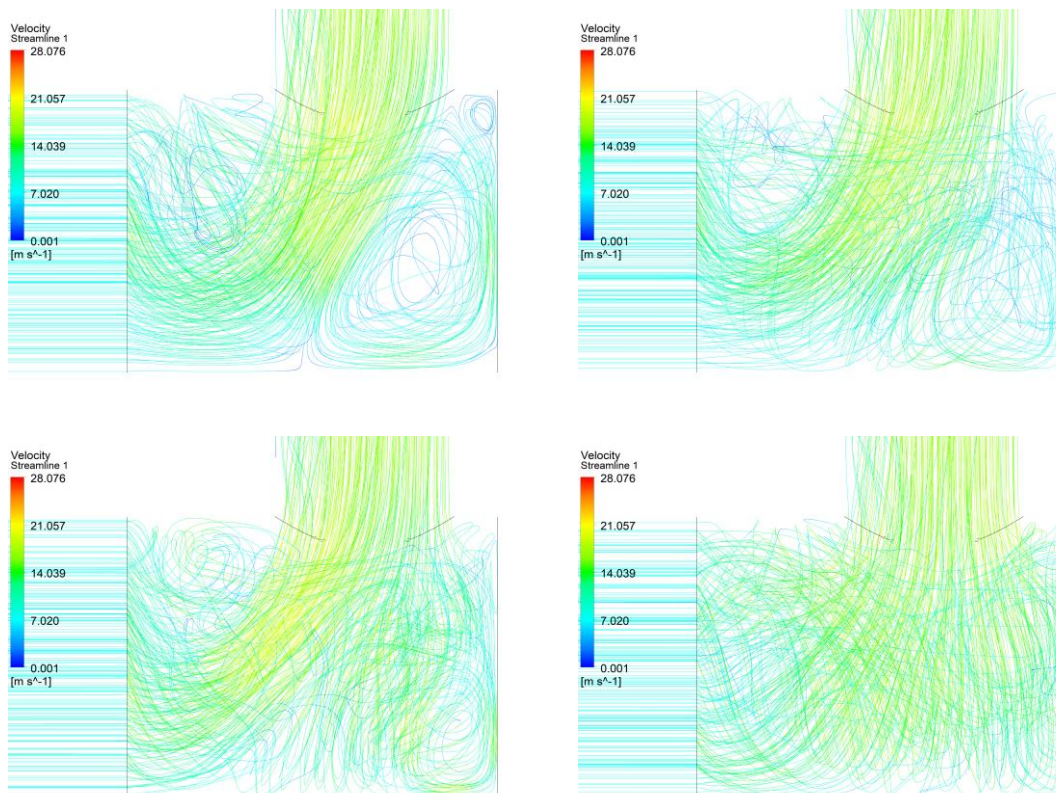 Velocity
Streamline 1
28.076
21.057
14.039
7.020
0.001
[m s^-1]
Velocity
Streamline 1
28.076
21.057
14.039
7.020
0.001
[m s^-1]
Velocity
Streamline 1
28.076
21.057
14.039
7.020
0.001
[m s^-1]
Velocity
Streamline 1
28.076
21.057
14.039
7.020
0.001
[m s^-1]